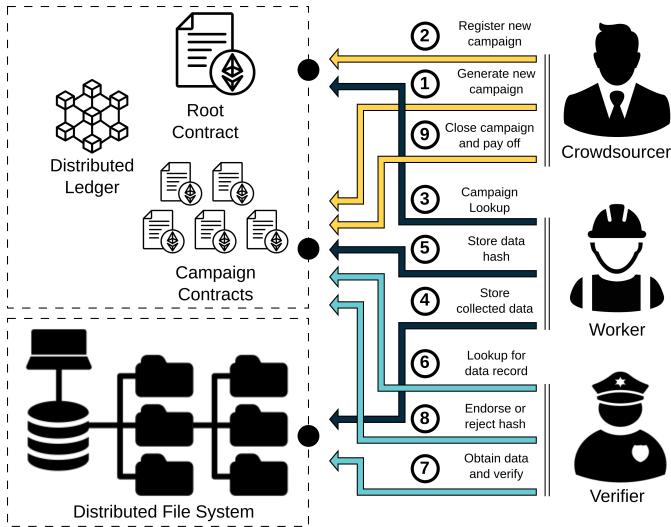 Root
Contract
Distributed
Ledger
Campaign
Contracts
Distributed File System
2
Register new
campaign
1
Generate new
campaign
9
Close campaign
and pay off
3
Campaign
Lookup
5
Store data
hash
4
Store
collected data
6
Lookup for
data record
8
Endorse or
reject hash
7
Obtain data
and verify
Crowdsourcer
Worker
Verifier